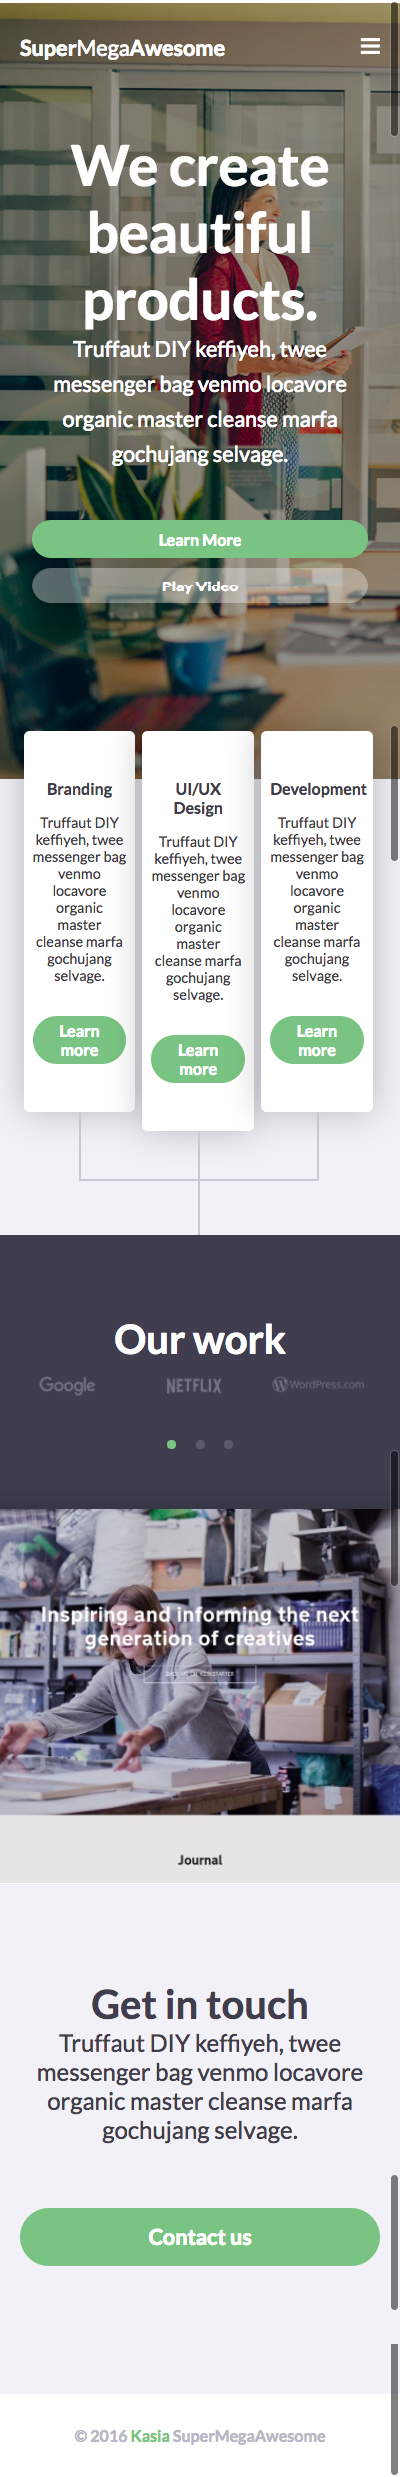 SuperMegaAwesome
We create
beautiful
products.
Truffaut DIY keffiyeh, twee
messenger bag venmo locavore
organic master cleanse marfa
gochujang selvage.
Learn More
Play Video
Branding
Truffaut DIY
keffiyeh, twee
messenger bag
venmo
locavore
organic
master
cleanse marfa
gochujang
selvage.
Learn
more
UI/UX
Design
Truffaut DIY
keffiyeh, twee
messenger bag
venmo
locavore
organic
master
cleanse marfa
gochujang
selvage.
Learn
more
Development
Truffaut DIY
keffiyeh, twee
messenger bag
venmo
locavore
organic
master
cleanse marfa
gochujang
selvage.
Learn
more
Our work
Google
NETFLIX
WordPress.com
Inspiring and informing the next
generation of creatives
BACK US ON KICKSTARTER
Journal
Get in touch
Truffaut DIY keffiyeh, twee
messenger bag venmo locavore
organic master cleanse marfa
gochujang selvage.
Contact us
© 2016 Kasia SuperMegaAwesome